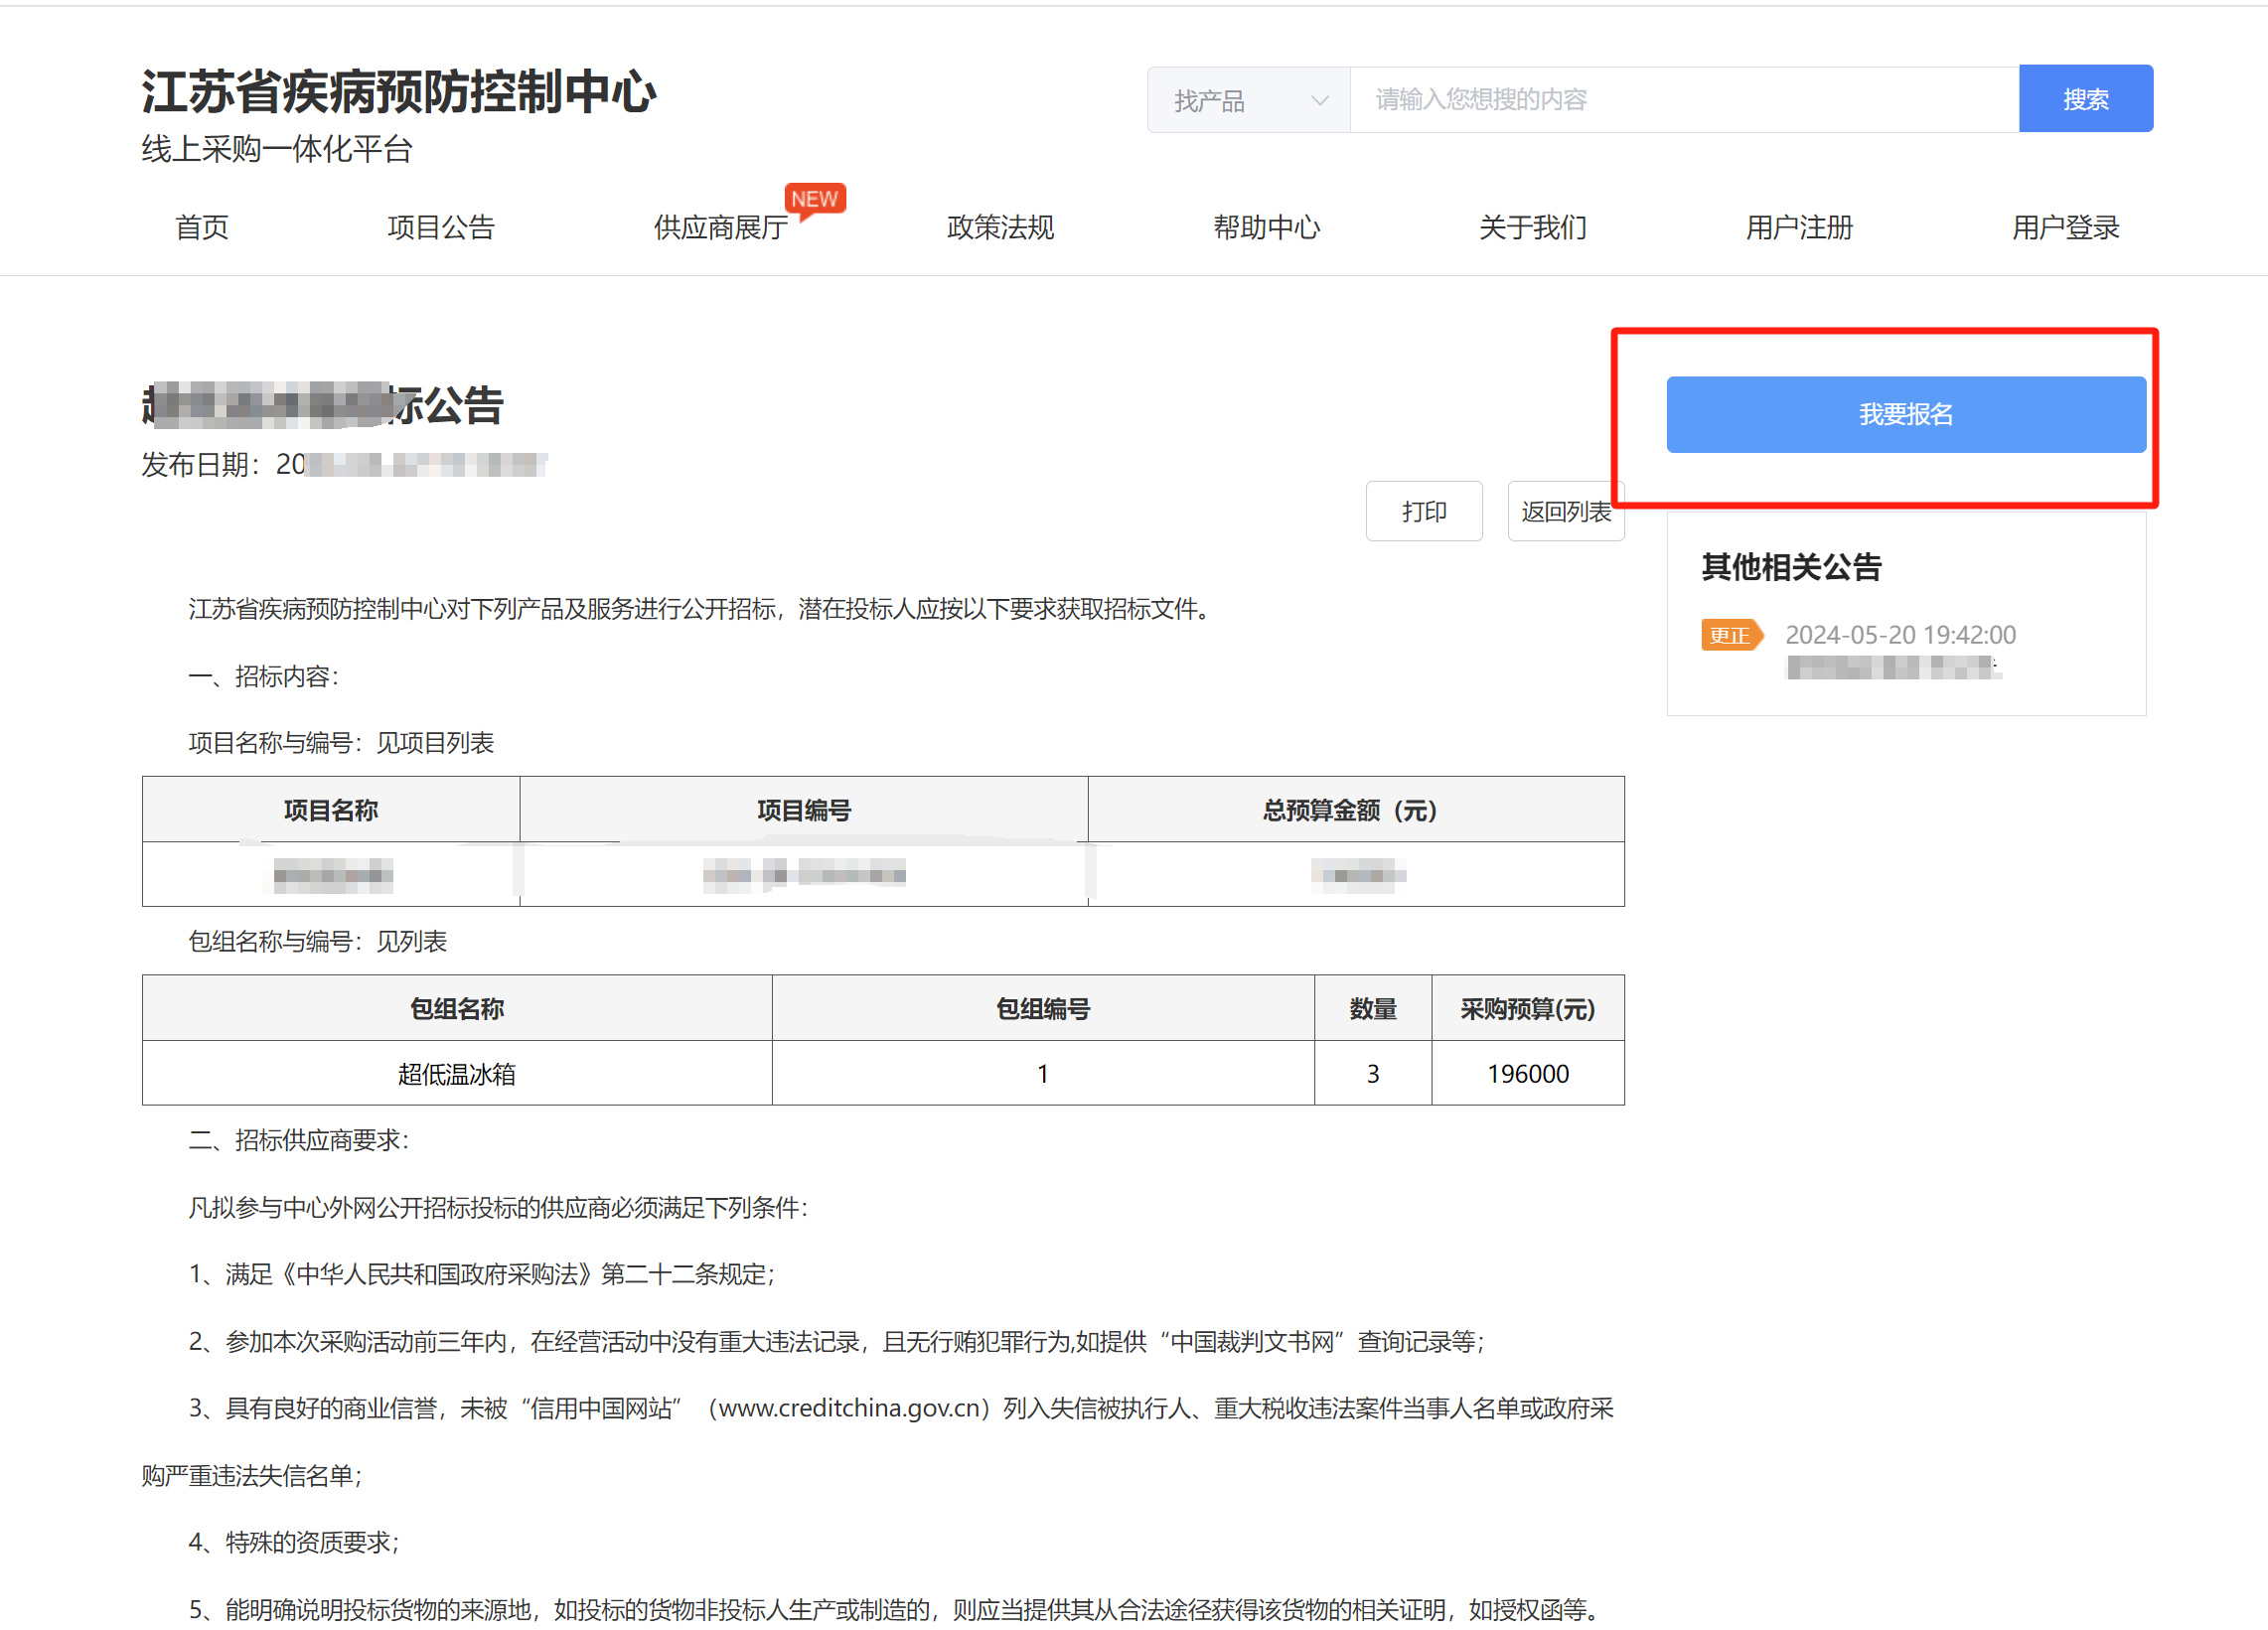 江苏省疾病预防控制中心
线上采购一体化平台
找产品
请输入您想搜的内容
搜索
首页
项目公告
供应商展厅
NEW
政策法规
帮助中心
关于我们
用户注册
用户登录
标公告
发布日期：20
打印
返回列表
我要报名
其他相关公告
更正
2024-05-20 19:42:00
江苏省疾病预防控制中心对下列产品及服务进行公开招标，潜在投标人应按以下要求获取招标文件。
一、招标内容：
项目名称与编号：见项目列表
项目名称 项目编号 总预算金额（元）
包组名称与编号：见列表
包组名称 包组编号 数量 采购预算(元)
超低温冰箱 1 3 196000
二、招标供应商要求：
凡拟参与中心外网公开招标投标的供应商必须满足下列条件：
1、满足《中华人民共和国政府采购法》第二十二条规定；
2、参加本次采购活动前三年内，在经营活动中没有重大违法记录，且无行贿犯罪行为,如提供“中国裁判文书网”查询记录等；
3、具有良好的商业信誉，未被“信用中国网站”（www.creditchina.gov.cn）列入失信被执行人、重大税收违法案件当事人名单或政府采
购严重违法失信名单；
4、特殊的资质要求；
5、能明确说明投标货物的来源地，如投标的货物非投标人生产或制造的，则应当提供其从合法途径获得该货物的相关证明，如授权函等。